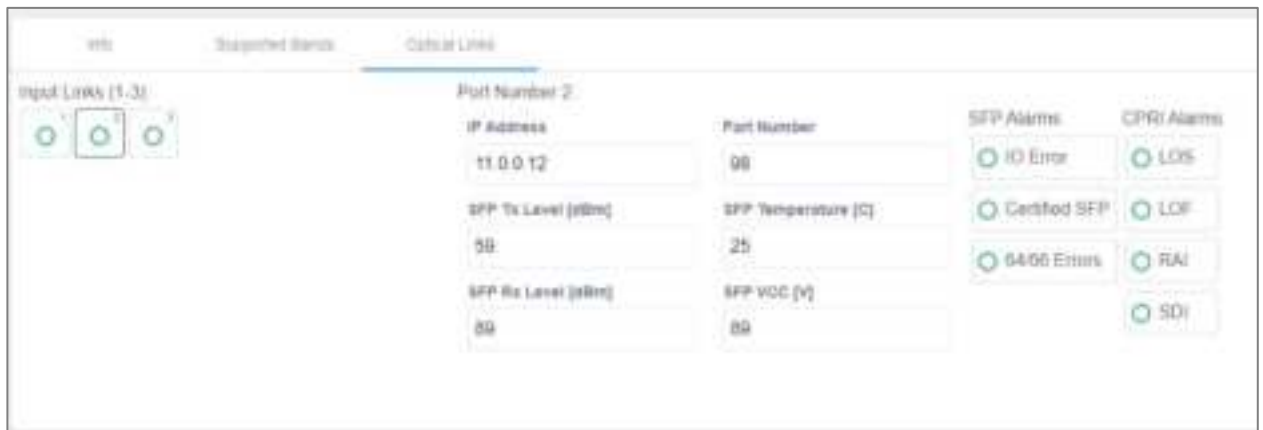 Info Supported Bands Optical Links
Input Links (1-3)
1 2 3
Port Number 2
IP Address Part Number
11.0.0.12 98
SFP Tx Level [dBm] SFP Temperature [C]
59 25
SFP Rx Level [dBm] SFP VCC [V]
89 89
SFP Alarms
IO Error
Certified SFP
64/66 Errors
CPRI Alarms
LOS
LOF
RAI
SDI